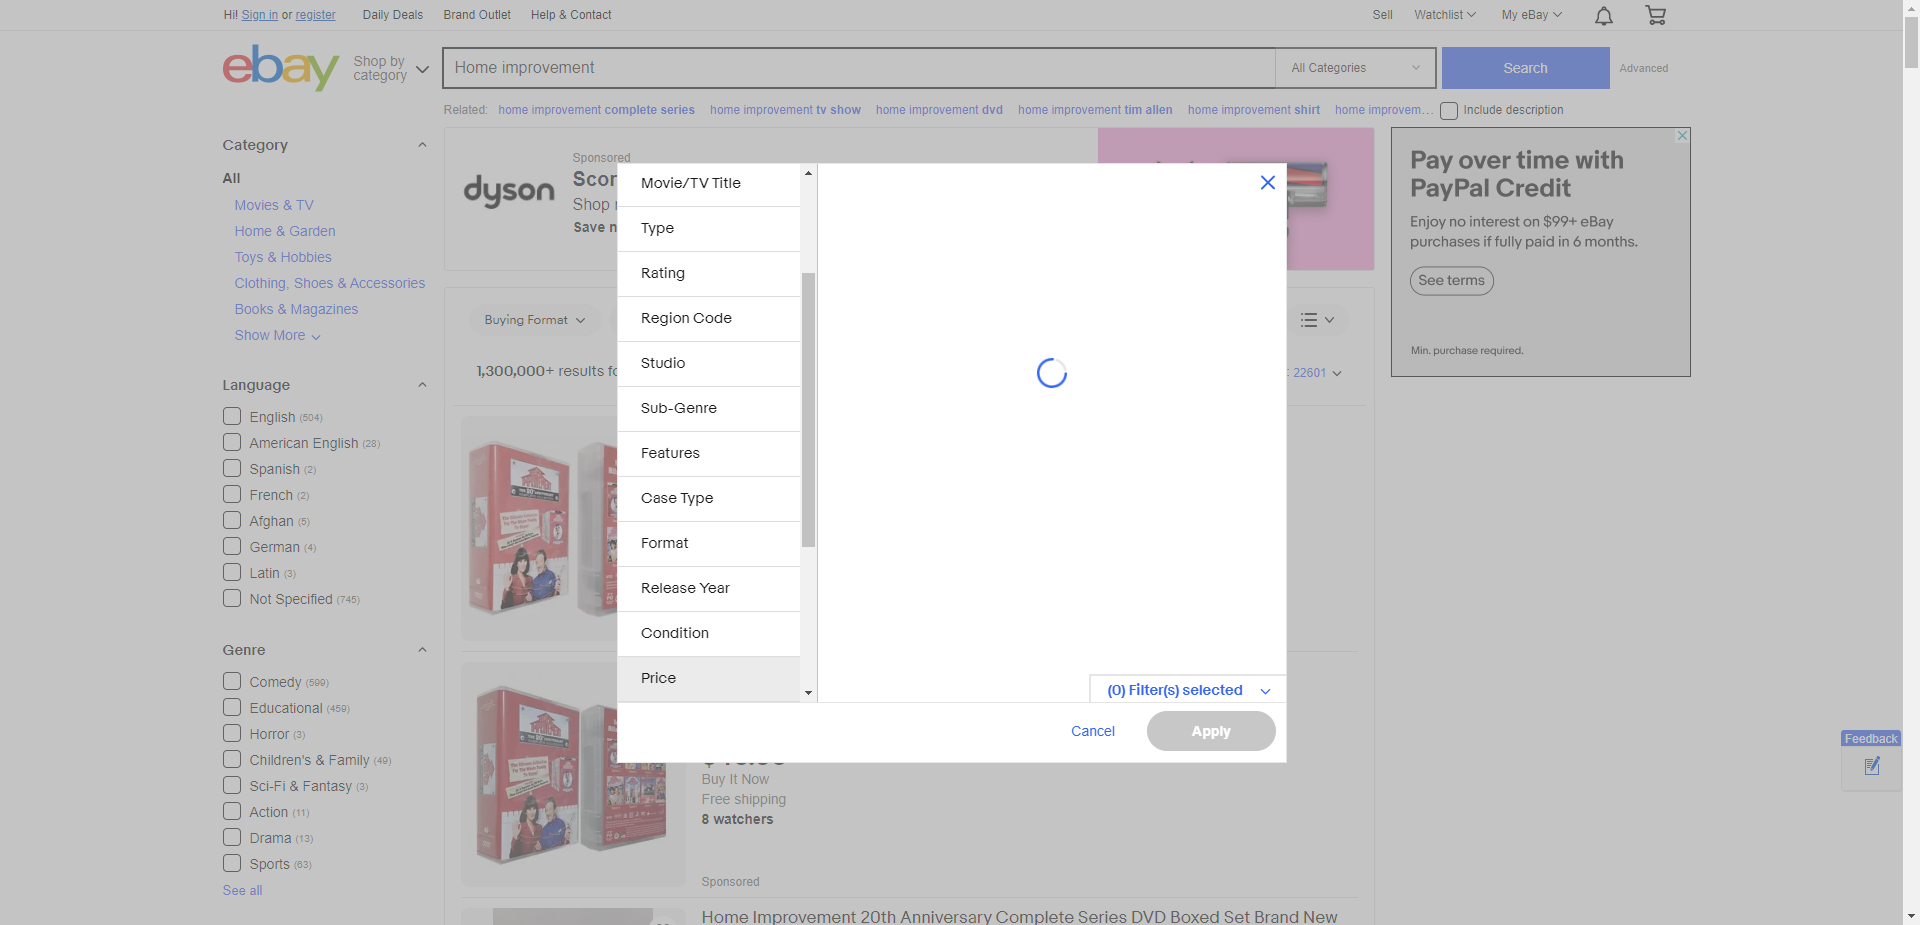 Hi! Sign in or register
Daily Deals
Brand Outlet
Help & Contact
Sell
Watchlist
My eBay
ebay
Shop by
category
Home improvement
All Categories
Search
Advanced
Related:
home improvement complete series
home improvement tv show
home improvement dvd
home improvement tim allen
home improvement shirt
home improvem...
Include description
Category
All
Movies & TV
Home & Garden
Toys & Hobbies
Clothing, Shoes & Accessories
Books & Magazines
Show More
Language
English (504)
American English (28)
Spanish (2)
French (2)
Afghan (5)
German (4)
Latin (3)
Not Specified (745)
Genre
Comedy (599)
Educational (459)
Horror (3)
Children's & Family (49)
Sci-Fi & Fantasy (3)
Action (11)
Drama (13)
Sports (63)
See all
Sponsored
dyson
Shop
Save
Buying Format
1,300,000+ results
: 22601
Movie/TV Title
Type
Rating
Region Code
Studio
Sub-Genre
Features
Case Type
Format
Release Year
Condition
Price
(0) Filter(s) selected
Cancel
Apply
Buy It Now
Free shipping
8 watchers
Sponsored
Home Improvement 20th Anniversary Complete Series DVD Boxed Set Brand New
Pay over time with
PayPal Credit
Enjoy no interest on $99+ eBay
purchases if fully paid in 6 months.
See terms
Min. purchase required.
Feedback